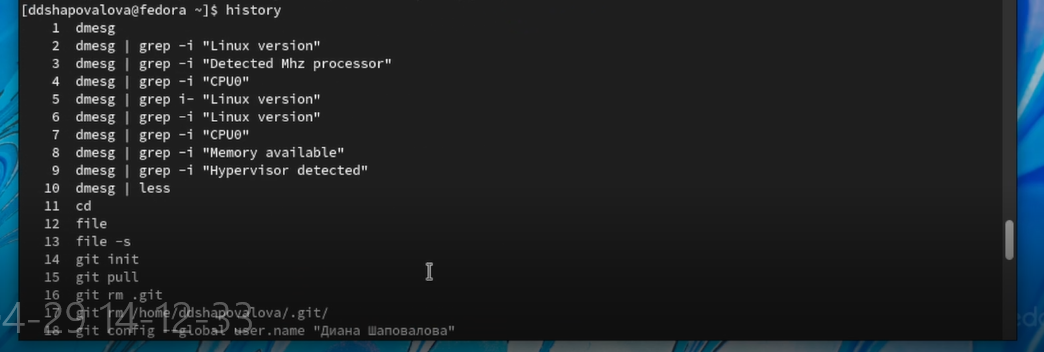 [ddshapovalova@fedora ~]$ history
1 dmesg
2 dmesg | grep -i "Linux version"
3 dmesg | grep -i "Detected Mhz processor"
4 dmesg | grep -i "CPU0"
5 dmesg | grep i- "Linux version"
6 dmesg | grep -i "Linux version"
7 dmesg | grep -i "CPU0"
8 dmesg | grep -i "Memory available"
9 dmesg | grep -i "Hypervisor detected"
10 dmesg | less
11 cd
12 file
13 file -s
14 git init
15 git pull
16 git rm .git
17 git rm /home/ddshapovalova/.git/
18 git config --global user.name "Диана Шаповалова"
4-29 14-12-33